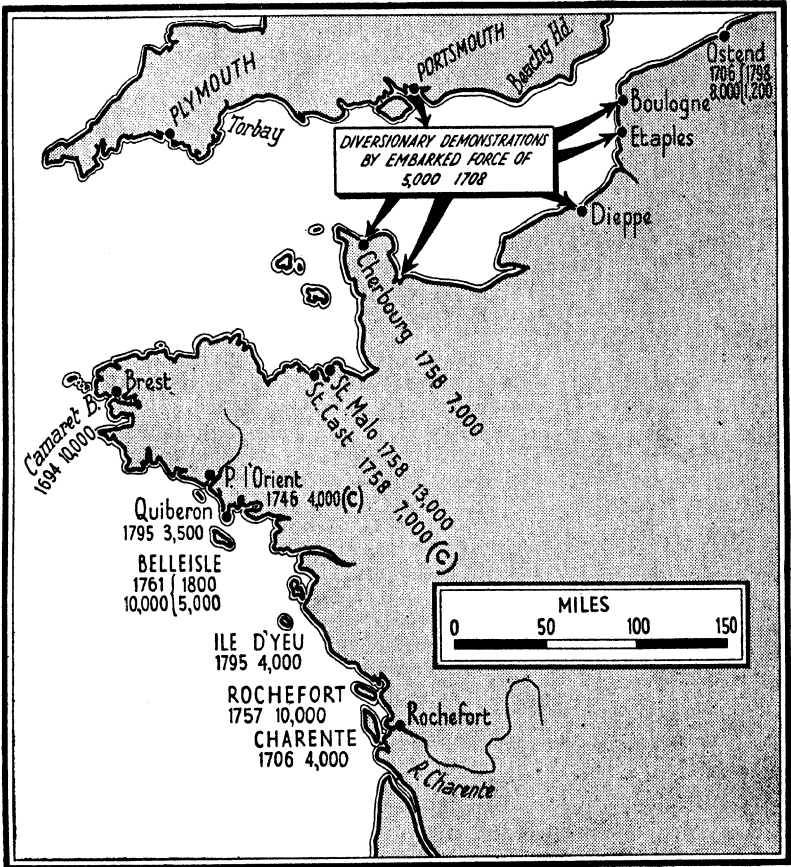 PLYMOUTH
Torbay
PORTSMOUTH
Beachy Hd.
Ostend
1706 { 1798
8,000 { 1,200
Boulogne
Etaples
Dieppe
DIVERSIONARY DEMONSTRATIONS
BY EMBARKED FORCE OF
5,000 1708
Cherbourg 1758 7,000
St. Malo 1758 13,000
St. Cast 1758 7,000 (C)
Brest
Camaret B.
1694 10,000
P. l'Orient
1746 4,000 (C)
Quiberon
1795 3,500
BELLEISLE
1761 { 1800
10,000 { 5,000
ILE D'YEU
1795 4,000
ROCHEFORT
1757 10,000
CHARENTE
1706 4,000
Rochefort
R. Charente
MILES
0 50 100 150